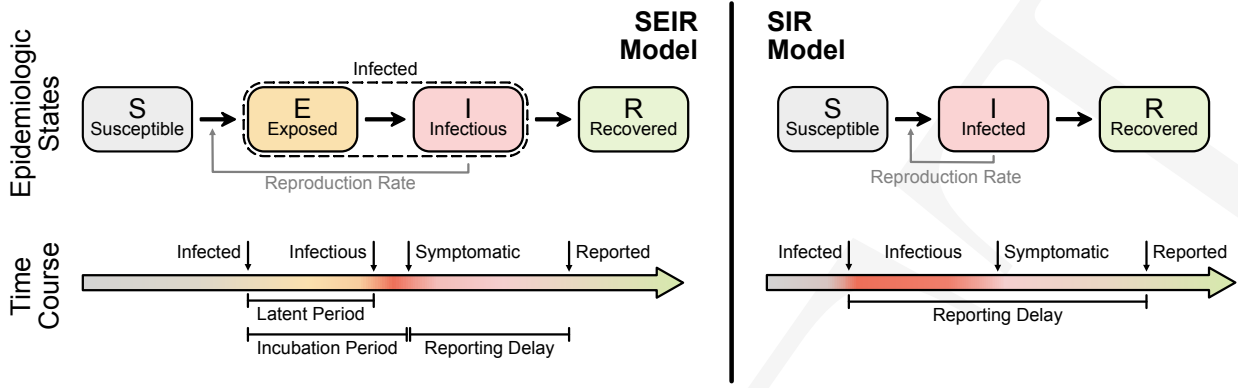 SEIR
Model
Epidemiologic
States
Infected
S
Susceptible
E
Exposed
I
Infectious
R
Recovered
Reproduction Rate
Time
Course
Infected
Infectious
Symptomatic
Reported
Latent Period
Incubation Period
Reporting Delay
SIR
Model
S
Susceptible
I
Infected
R
Recovered
Reproduction Rate
Infected
Infectious
Symptomatic
Reported
Reporting Delay